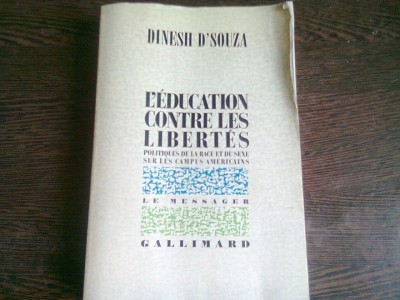 DINESH D'SOUZA
L'ÉDUCATION
CONTRE LES
LIBERTÉS
POLITIQUES DE LA RACE ET DU SEXE
SUR LES CAMPUS AMÉRICAINS
LE MESSAGER
GALLIMARD